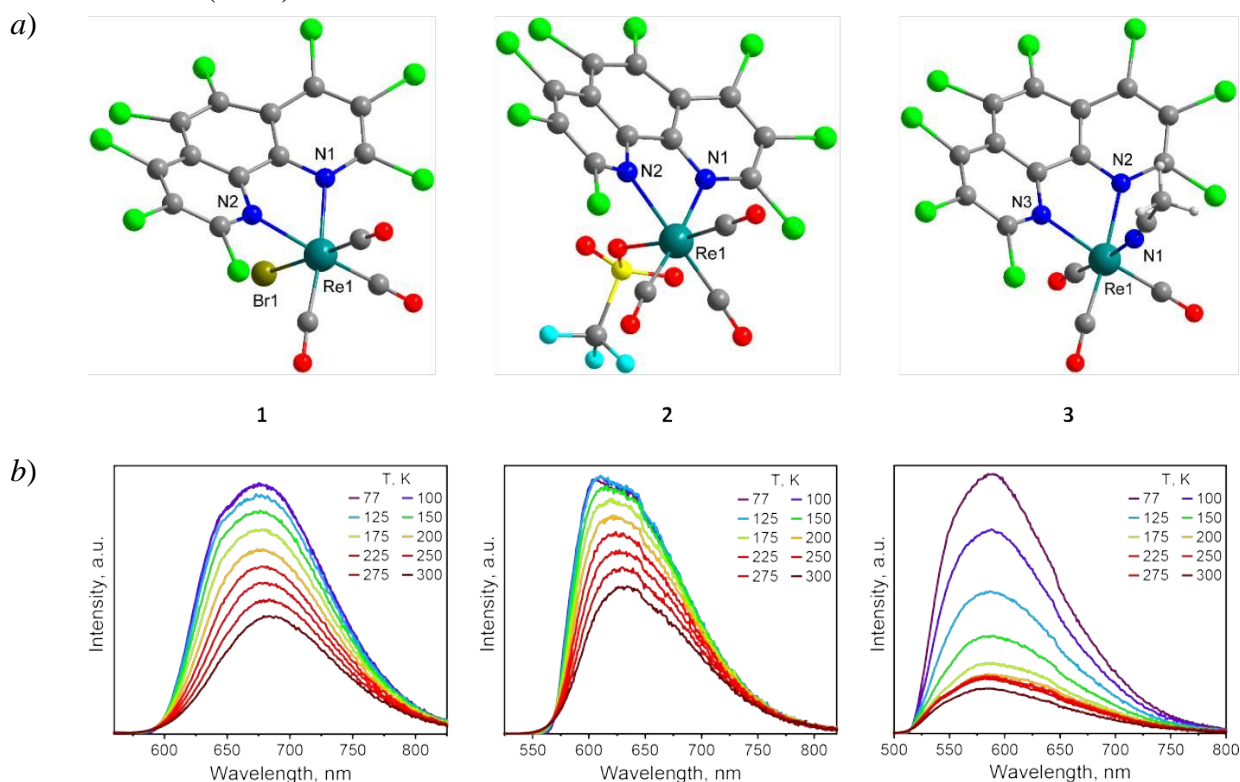 a)
N1
N2
Br1
Re1
N2
N1
Re1
N2
N3
N1
Re1
1
2
3
b)
Intensity, a.u.
T, K
77 100
125 150
175 200
225 250
275 300
600 650 700 750 800
Wavelength, nm
Intensity, a.u.
T, K
77 100
125 150
175 200
225 250
275 300
550 600 650 700 750 800
Wavelength, nm
Intensity, a.u.
T, K
77 100
125 150
175 200
225 250
275 300
500 550 600 650 700 750 800
Wavelength, nm